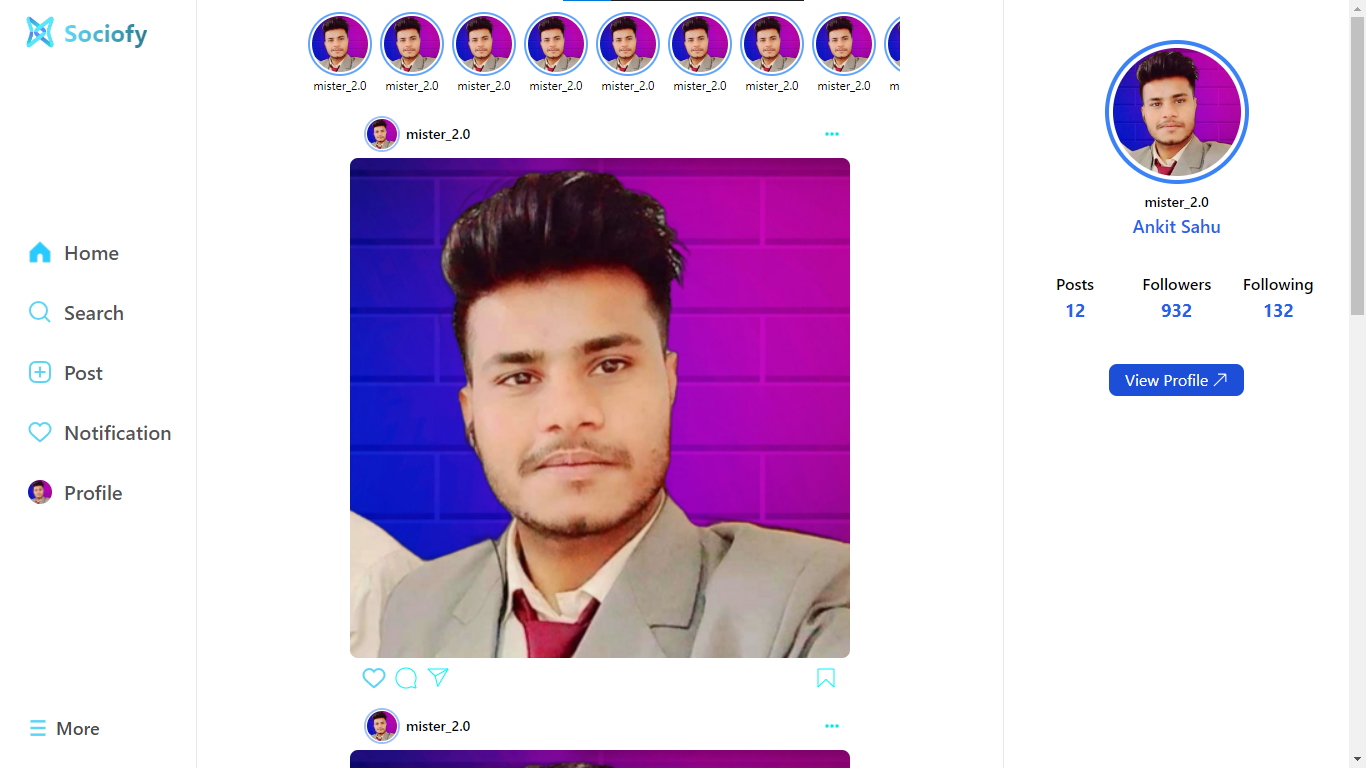 Sociofy
Home
Search
Post
Notification
Profile
More
mister_2.0 mister_2.0 mister_2.0 mister_2.0 mister_2.0 mister_2.0 mister_2.0 mister_2.0 m
mister_2.0
mister_2.0
mister_2.0
Ankit Sahu
Posts Followers Following
12 932 132
View Profile